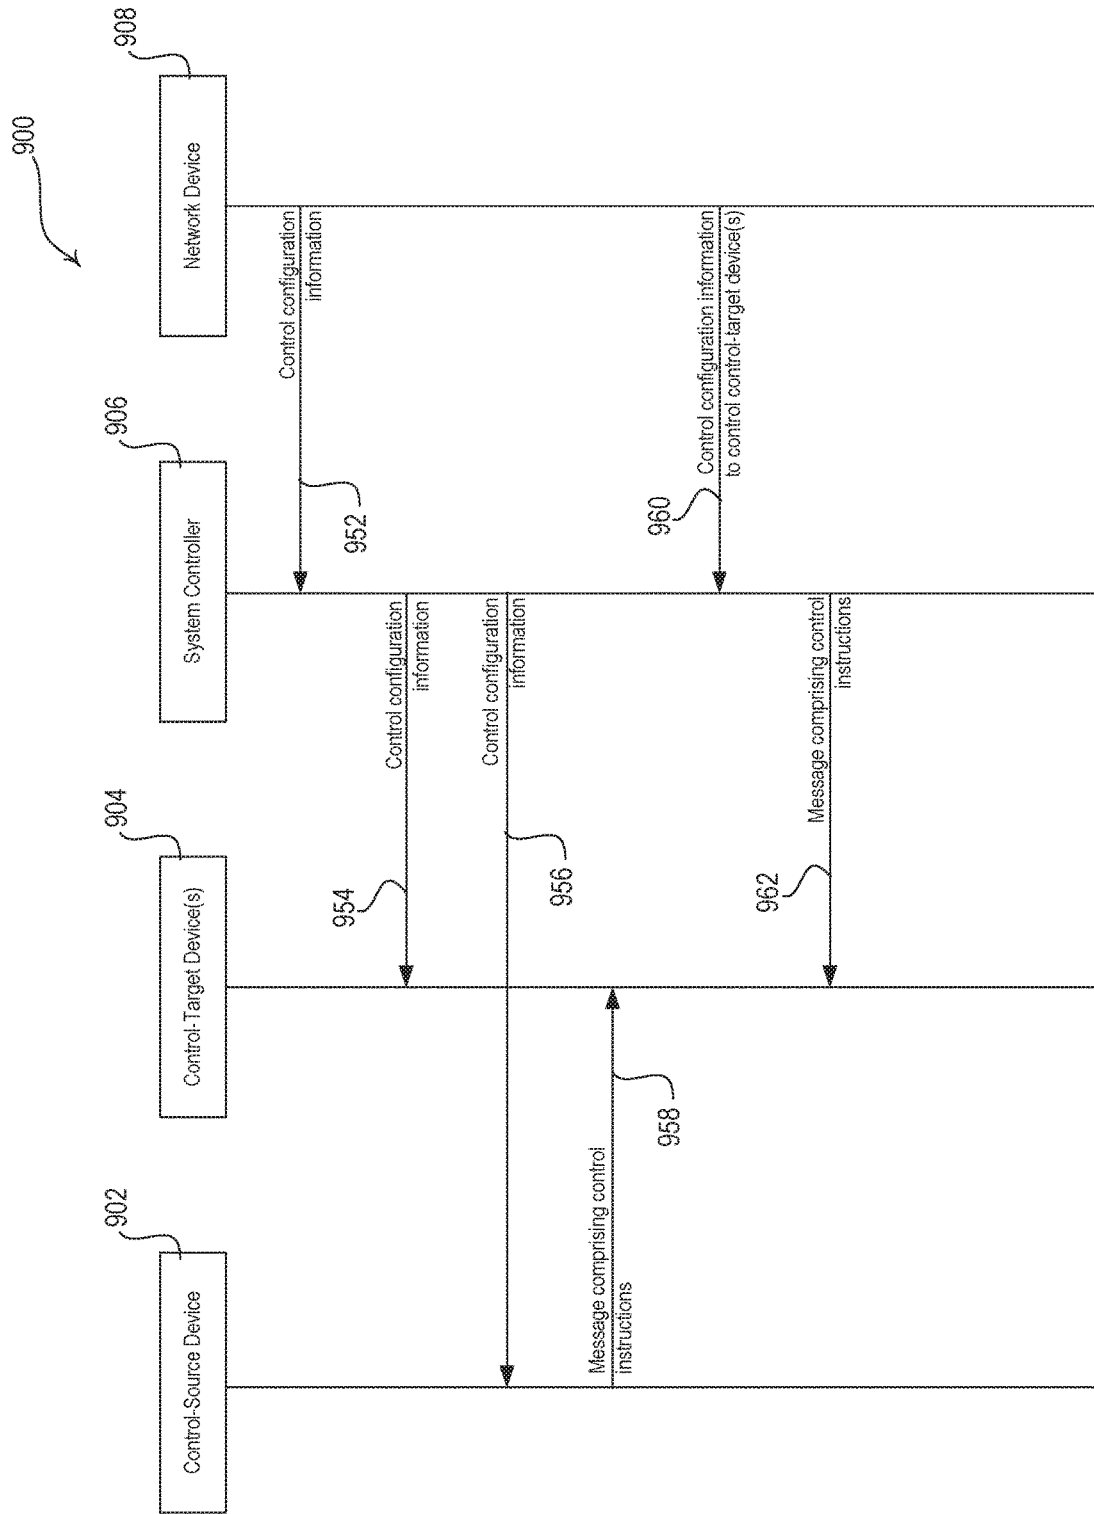 900
902
904
906
908
Control-Source Device
Control-Target Device(s)
System Controller
Network Device
Control configuration
information
952
Control configuration
information
954
Control configuration
information
956
Message comprising control
instructions
958
Control configuration information
to control control-target device(s)
960
Message comprising control
instructions
962